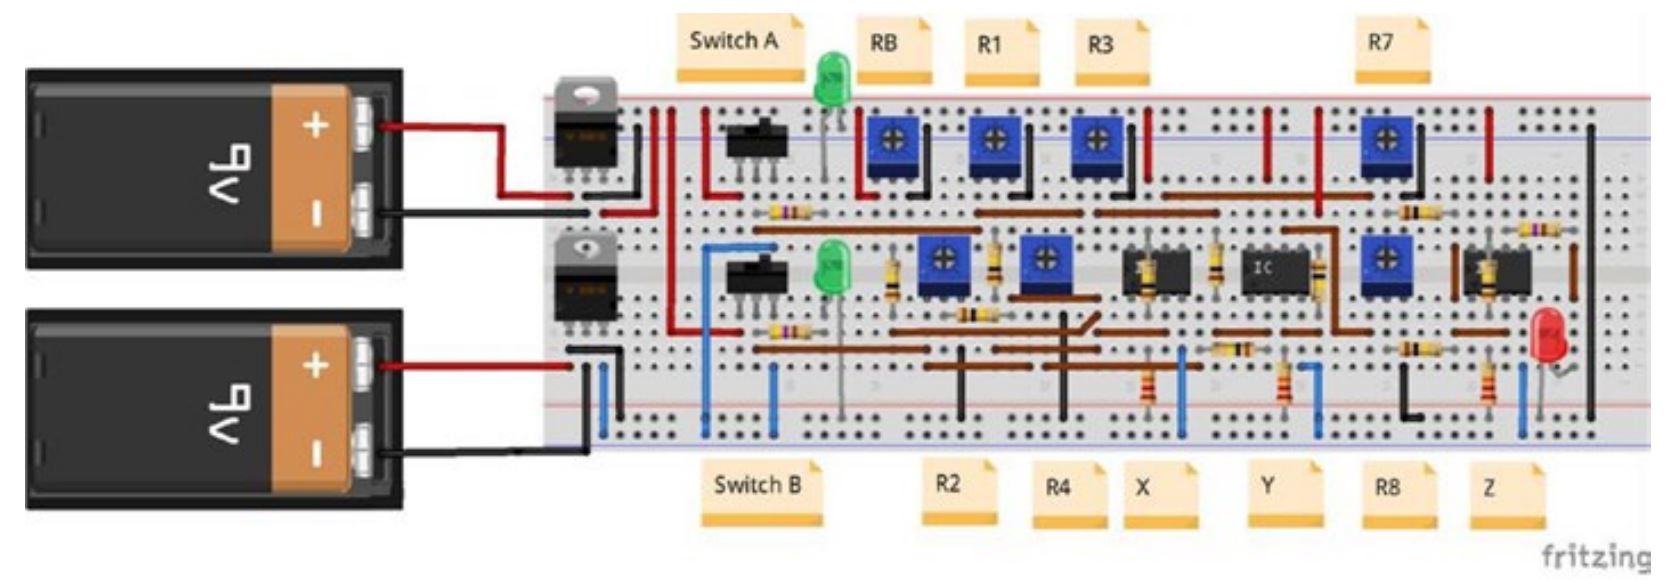 Switch A
RB
R1
R3
R7
+
9v
-
IC
+
9v
-
Switch B
R2
R4
X
Y
R8
Z
fritzing